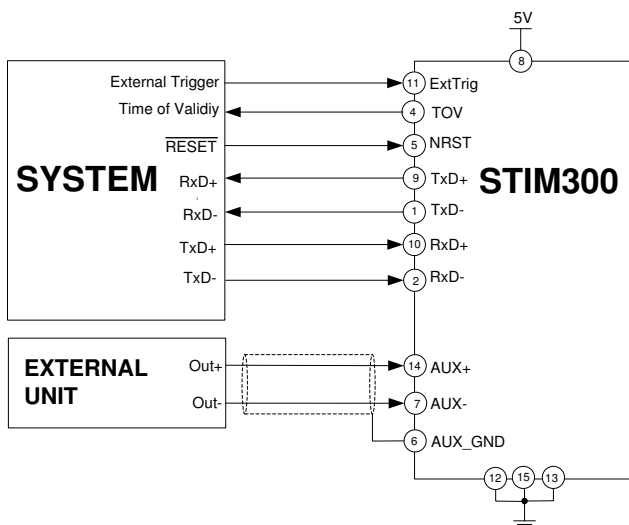 5V
8
External Trigger
11
ExtTrig
Time of Validiy
4
TOV
RESET
5
NRST
SYSTEM
RxD+
9
TxD+
STIM300
RxD-
1
TxD-
TxD+
10
RxD+
TxD-
2
RxD-
EXTERNAL
UNIT
Out+
14
AUX+
Out-
7
AUX-
6
AUX_GND
12
15
13